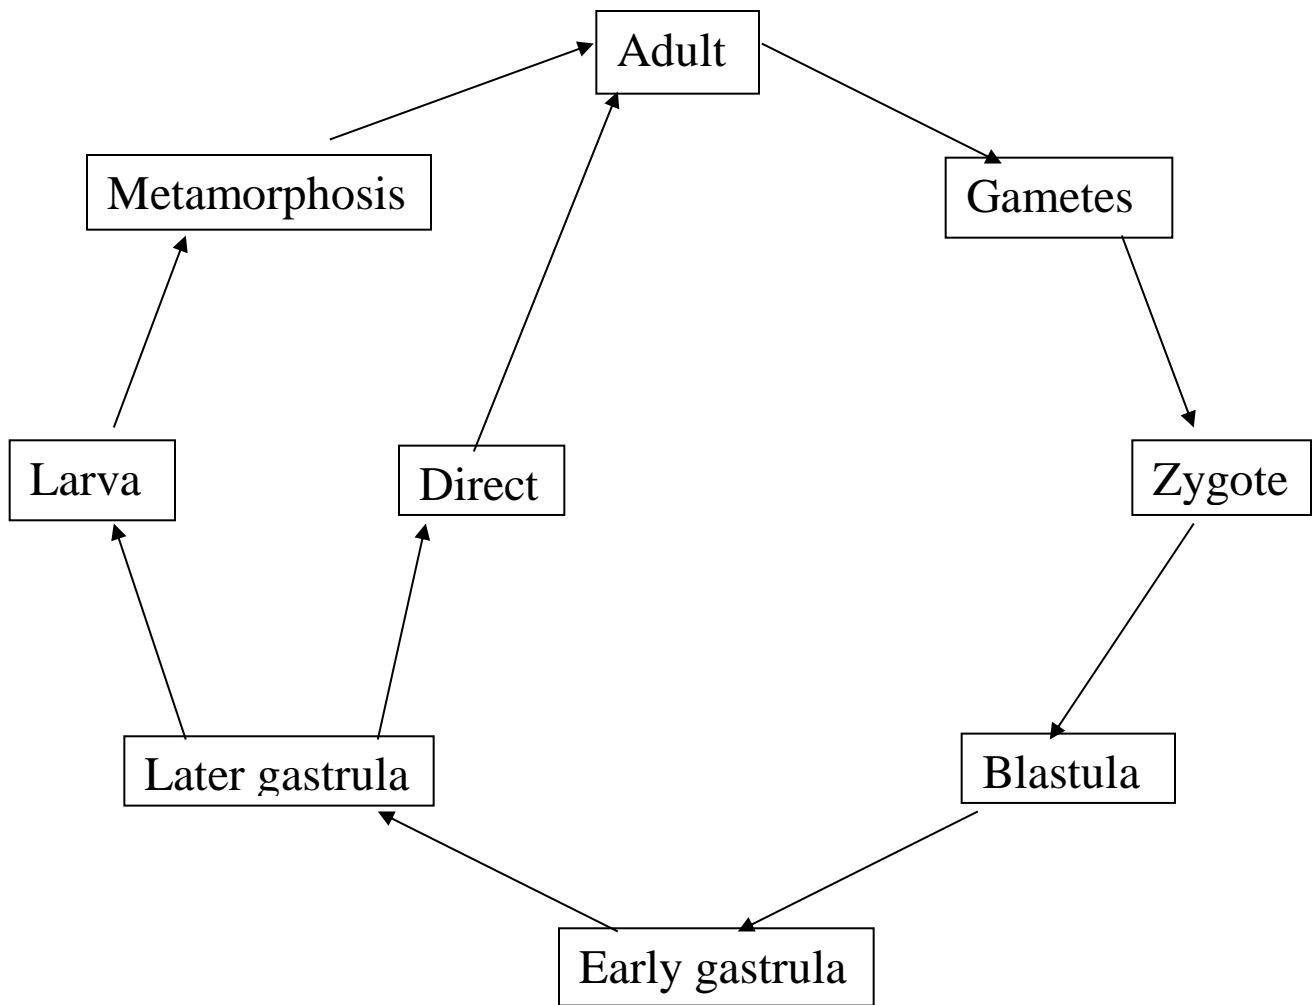 Adult
Metamorphosis
Gametes
Larva
Direct
Zygote
Later gastrula
Blastula
Early gastrula